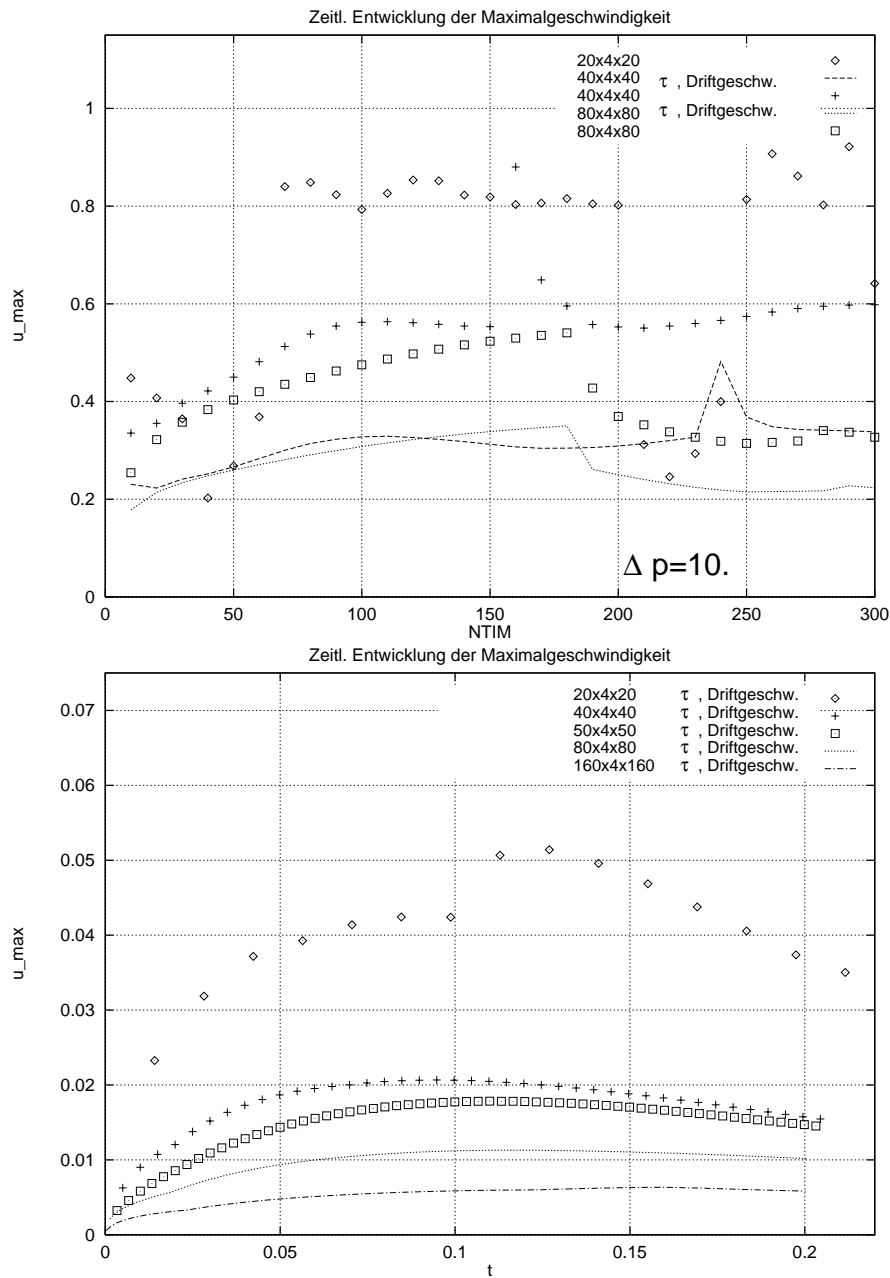 Zeitl. Entwicklung der Maximalgeschwindigkeit
20x4x20
40x4x40 τ , Driftgeschw.
40x4x40
80x4x80 τ , Driftgeschw.
80x4x80
1
0.8
0.6
0.4
0.2
0
u_max
Δ p=10.
0 50 100 150 200 250 300
NTIM
Zeitl. Entwicklung der Maximalgeschwindigkeit
20x4x20 τ , Driftgeschw.
40x4x40 τ , Driftgeschw.
50x4x50 τ , Driftgeschw.
80x4x80 τ , Driftgeschw.
160x4x160 τ , Driftgeschw.
0.07
0.06
0.05
0.04
0.03
0.02
0.01
0
u_max
0 0.05 0.1 0.15 0.2
t